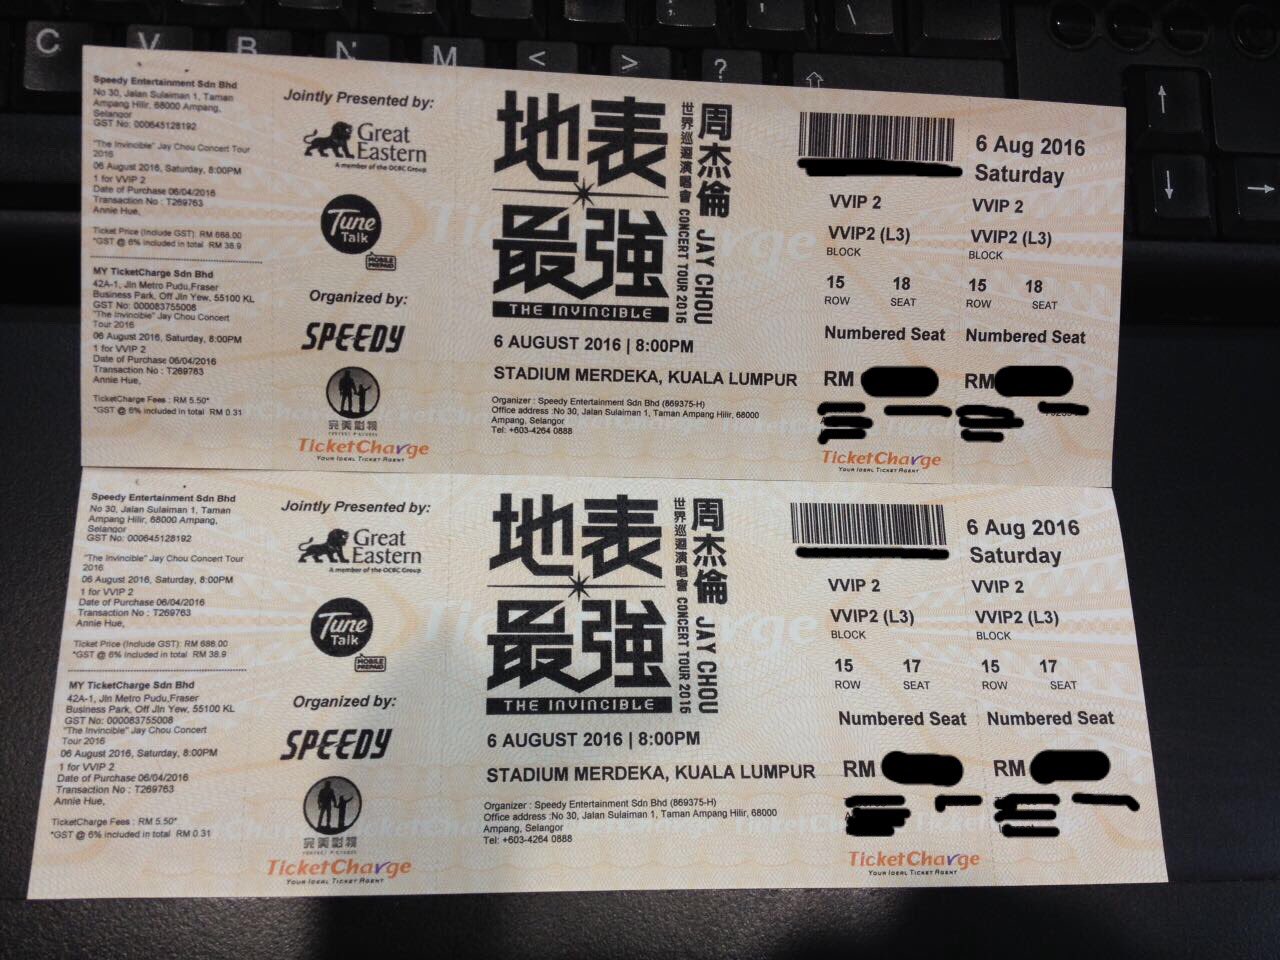 C V B N M < > ?
Speedy Entertainment Sdn Bhd
No 30, Jalan Sulaiman 1, Taman
Ampang Hilir, 68000 Ampang,
Selangor
GST No: 000645128192
"The Invincible" Jay Chou Concert Tour
2016
06 August 2016, Saturday, 8:00PM
1 for VVIP 2
Date of Purchase 06/04/2016
Transaction No : T269763
Annie Hue,
Ticket Price (Include GST): RM 688.00
*GST @ 6% included in total RM 38.9
MY TicketCharge Sdn Bhd
42A-1, Jln Metro Pudu,Fraser
Business Park, Off Jln Yew, 55100 KL
GST No: 000083755008
"The Invincible" Jay Chou Concert
Tour 2016
06 August 2016, Saturday, 8:00PM
1 for VVIP 2
Date of Purchase 06/04/2016
Transaction No : T269763
Annie Hue,
TicketCharge Fees : RM 5.50*
*GST @ 6% included in total RM 0.31
Jointly Presented by:
Great
Eastern
A member of the OCBC Group
Tune
Talk
MOBILE
PREPAID
Organized by:
SPEEDY
完美影物
TicketCharge
YOUR IDEAL TICKET AGENT
地表
最強
THE INVINCIBLE
周杰倫 JAY CHOU
世界巡迴演唱會 CONCERT TOUR 2016
6 AUGUST 2016 | 8:00PM
STADIUM MERDEKA, KUALA LUMPUR
Organizer : Speedy Entertainment Sdn Bhd (869375-H)
Office address :No 30, Jalan Sulaiman 1, Taman Ampang Hilir, 68000
Ampang, Selangor
Tel: +603-4264 0888
VVIP 2
VVIP2 (L3)
BLOCK
15 18
ROW SEAT
Numbered Seat
RM
TicketCharge
YOUR IDEAL TICKET AGENT
6 Aug 2016
Saturday
VVIP 2
VVIP2 (L3)
BLOCK
15 18
ROW SEAT
Numbered Seat
RM
Speedy Entertainment Sdn Bhd
No 30, Jalan Sulaiman 1, Taman
Ampang Hilir, 68000 Ampang,
Selangor
GST No: 000645128192
"The Invincible" Jay Chou Concert Tour
2016
06 August 2016, Saturday, 8:00PM
1 for VVIP 2
Date of Purchase 06/04/2016
Transaction No : T269763
Annie Hue,
Ticket Price (Include GST): RM 688.00
*GST @ 6% included in total RM 38.9
MY TicketCharge Sdn Bhd
42A-1, Jln Metro Pudu,Fraser
Business Park, Off Jln Yew, 55100 KL
GST No: 000083755008
"The Invincible" Jay Chou Concert
Tour 2016
06 August 2016, Saturday, 8:00PM
1 for VVIP 2
Date of Purchase 06/04/2016
Transaction No : T269763
Annie Hue,
TicketCharge Fees : RM 5.50*
*GST @ 6% included in total RM 0.31
Jointly Presented by:
Great
Eastern
A member of the OCBC Group
Tune
Talk
MOBILE
PREPAID
Organized by:
SPEEDY
完美影物
TicketCharge
YOUR IDEAL TICKET AGENT
地表
最強
THE INVINCIBLE
周杰倫 JAY CHOU
世界巡迴演唱會 CONCERT TOUR 2016
6 AUGUST 2016 | 8:00PM
STADIUM MERDEKA, KUALA LUMPUR
Organizer : Speedy Entertainment Sdn Bhd (869375-H)
Office address :No 30, Jalan Sulaiman 1, Taman Ampang Hilir, 68000
Ampang, Selangor
Tel: +603-4264 0888
VVIP 2
VVIP2 (L3)
BLOCK
15 17
ROW SEAT
Numbered Seat
RM
TicketCharge
YOUR IDEAL TICKET AGENT
6 Aug 2016
Saturday
VVIP 2
VVIP2 (L3)
BLOCK
15 17
ROW SEAT
Numbered Seat
RM